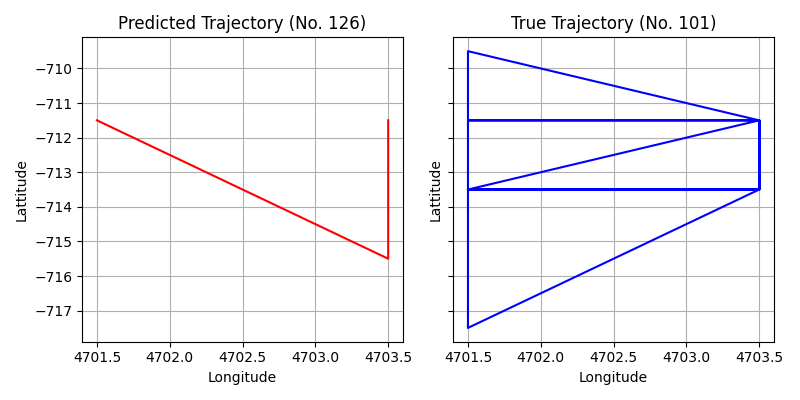 Predicted Trajectory (No. 126)
Lattitude
−710
−711
−712
−713
−714
−715
−716
−717
4701.5 4702.0 4702.5 4703.0 4703.5
Longitude
True Trajectory (No. 101)
Lattitude
4701.5 4702.0 4702.5 4703.0 4703.5
Longitude